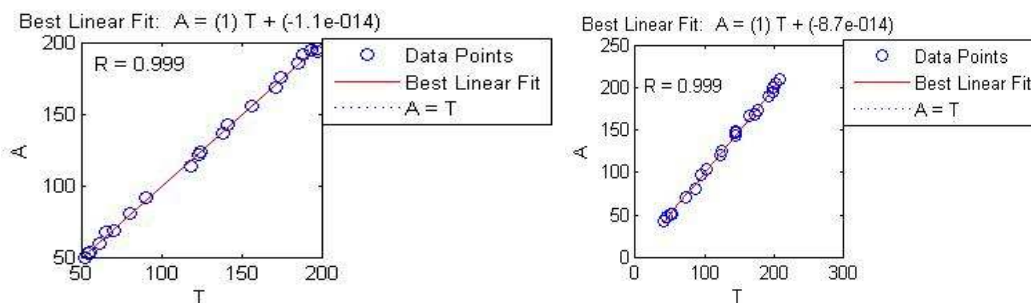 Best Linear Fit: A = (1) T + (-1.1e-014)
200
150
100
50
A
R = 0.999
Data Points
Best Linear Fit
A = T
50 100 150 200
T
Best Linear Fit: A = (1) T + (-8.7e-014)
250
200
150
100
50
0
A
R = 0.999
Data Points
Best Linear Fit
A = T
0 100 200 300
T